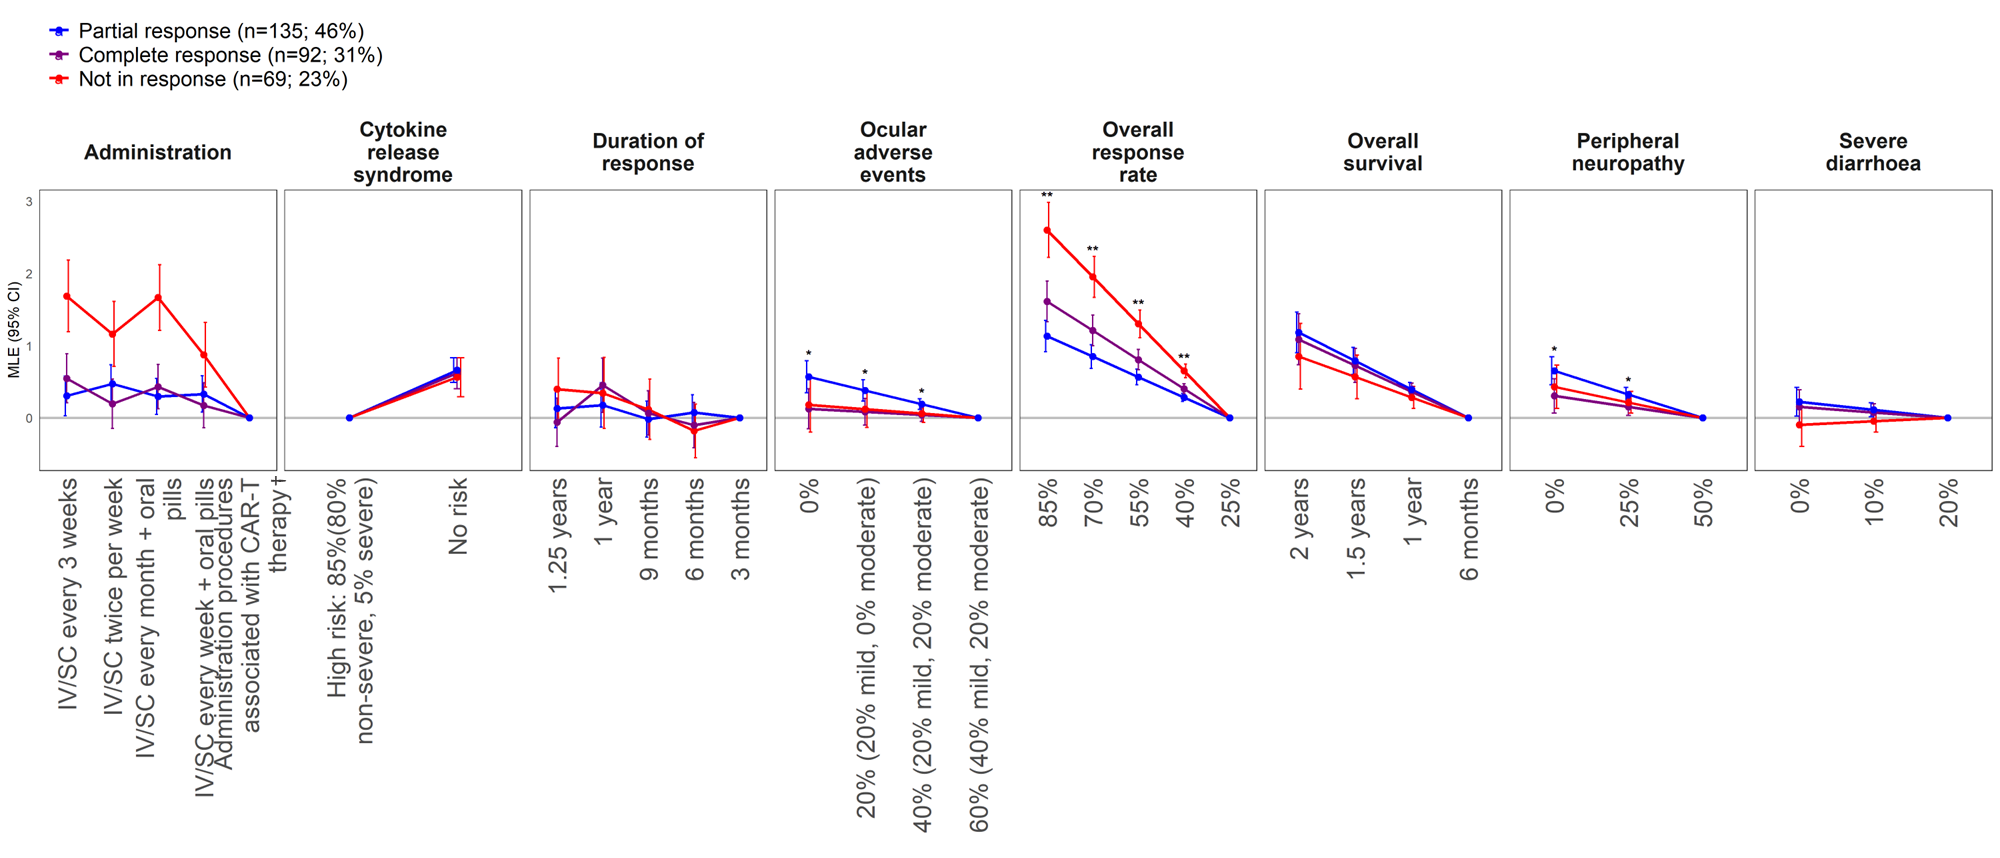 Partial response (n=135; 46%)
Complete response (n=92; 31%)
Not in response (n=69; 23%)
Administration
Cytokine
release
syndrome
Duration of
response
Ocular
adverse
events
Overall
response
rate
Overall
survival
Peripheral
neuropathy
Severe
diarrhoea
MLE (95% CI)
3
2
1
0
*
*
*
**
**
**
**
*
*
IV/SC every 3 weeks
IV/SC twice per week
IV/SC every month + oral
pills
IV/SC every week + oral pills
Administration procedures
associated with CAR-T
therapy†
High risk: 85%(80%
non-severe, 5% severe)
No risk
1.25 years
1 year
9 months
6 months
3 months
0%
20% (20% mild, 0% moderate)
40% (20% mild, 20% moderate)
60% (40% mild, 20% moderate)
85%
70%
55%
40%
25%
2 years
1.5 years
1 year
6 months
0%
25%
50%
0%
10%
20%